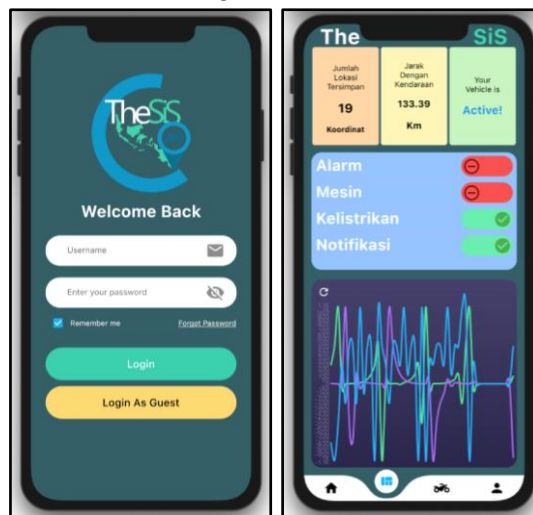 TheSiS
Welcome Back
Username
Enter your password
Remember me
Forgot Password
Login
Login As Guest
The SiS
Jumlah
Lokasi
Tersimpan
19
Koordinat
Jarak
Dengan
Kendaraan
133.39
Km
Your
Vehicle is
Active!
Alarm
Mesin
Kelistrikan
Notifikasi